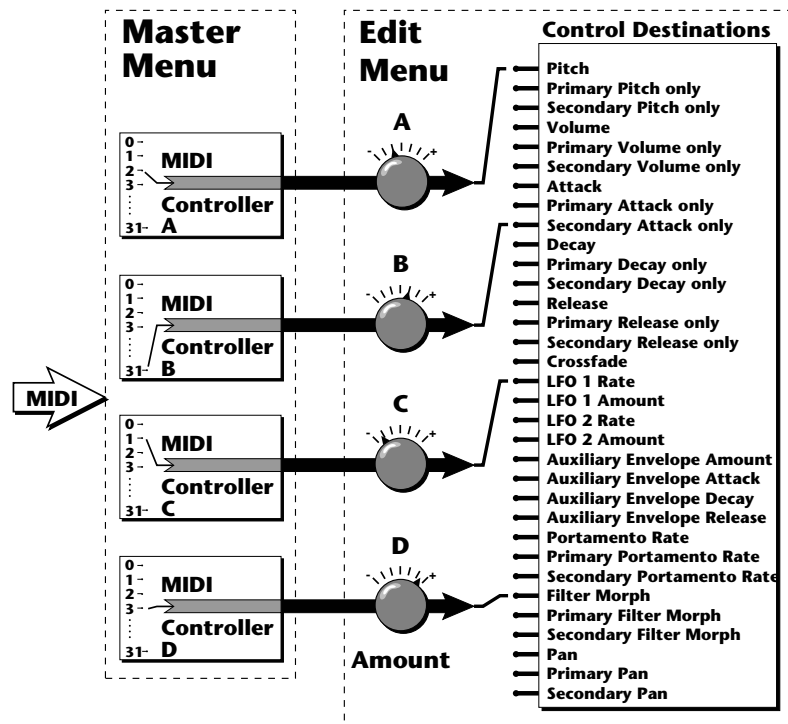 Master
Menu
Edit
Menu
Control Destinations
MIDI
0
1
2
3
31
MIDI
Controller
A
0
1
2
3
31
MIDI
Controller
B
0
1
2
3
31
MIDI
Controller
C
0
1
2
3
31
MIDI
Controller
D
A
- +
B
- +
C
- +
D
- +
Amount
Pitch
Primary Pitch only
Secondary Pitch only
Volume
Primary Volume only
Secondary Volume only
Attack
Primary Attack only
Secondary Attack only
Decay
Primary Decay only
Secondary Decay only
Release
Primary Release only
Secondary Release only
Crossfade
LFO 1 Rate
LFO 1 Amount
LFO 2 Rate
LFO 2 Amount
Auxiliary Envelope Amount
Auxiliary Envelope Attack
Auxiliary Envelope Decay
Auxiliary Envelope Release
Portamento Rate
Primary Portamento Rate
Secondary Portamento Rate
Filter Morph
Primary Filter Morph
Secondary Filter Morph
Pan
Primary Pan
Secondary Pan